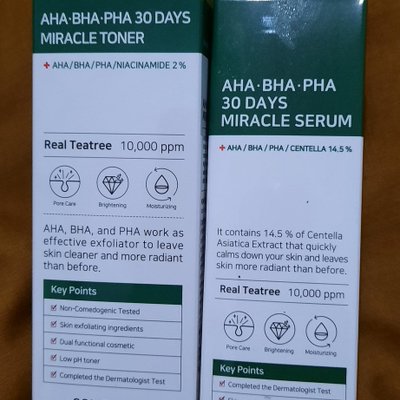 AHA·BHA·PHA 30 DAYS
MIRACLE TONER
+ AHA/BHA/PHA/NIACINAMIDE 2%
Real Teatree 10,000 ppm
Pore Care Brightening Moisturizing
AHA, BHA, and PHA work as
effective exfoliator to leave
skin cleaner and more radiant
than before.
Key Points
Non-Comedogenic Tested
Skin exfoliating ingredients
Dual functional cosmetic
Low pH toner
Completed the Dermatologist Test
AHA·BHA·PHA
30 DAYS
MIRACLE SERUM
+ AHA / BHA / PHA / CENTELLA 14.5 %
It contains 14.5 % of Centella
Asiatica Extract that quickly
calms down your skin and leaves
skin more radiant than before.
Real Teatree 10,000 ppm
Pore Care Brightening Moisturizing
Key Points
Completed the Dermatologist Test